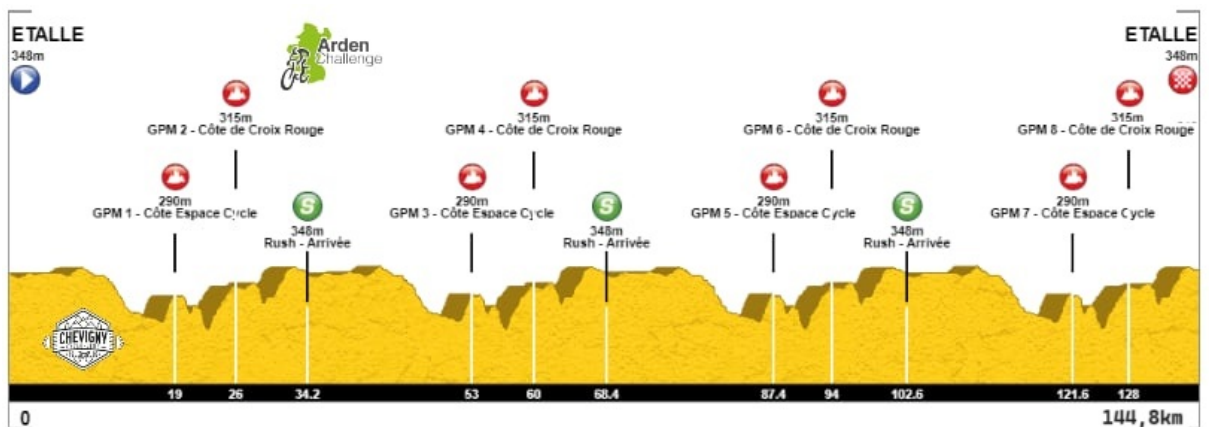 ETALLE
348m
Arden
Challenge
ETALLE
348m
315m
GPM 2 - Côte de Croix Rouge
315m
GPM 4 - Côte de Croix Rouge
315m
GPM 6 - Côte de Croix Rouge
315m
GPM 8 - Côte de Croix Rouge
290m
GPM 1 - Côte Espace Cycle
S
348m
Rush - Arrivée
290m
GPM 3 - Côte Espace Cycle
S
348m
Rush - Arrivée
290m
GPM 5 - Côte Espace Cycle
S
348m
Rush - Arrivée
290m
GPM 7 - Côte Espace Cycle
CHEVIGNY
19 26 34.2 53 60 68.4 87.4 94 102.6 121.6 128
0 144,8km